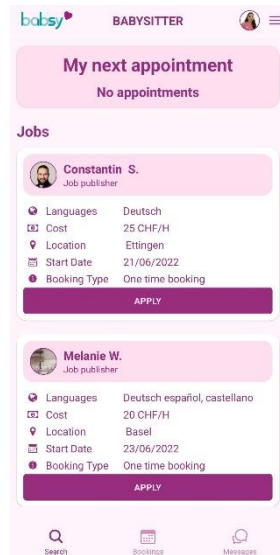 babsy
BABYSITTER
My next appointment
No appointments
Jobs
Constantin S.
Job publisher
Languages Deutsch
Cost 25 CHF/H
Location Ettingen
Start Date 21/06/2022
Booking Type One time booking
APPLY
Melanie W.
Job publisher
Languages Deutsch español, castellano
Cost 20 CHF/H
Location Basel
Start Date 23/06/2022
Booking Type One time booking
APPLY
Search Bookings Messages